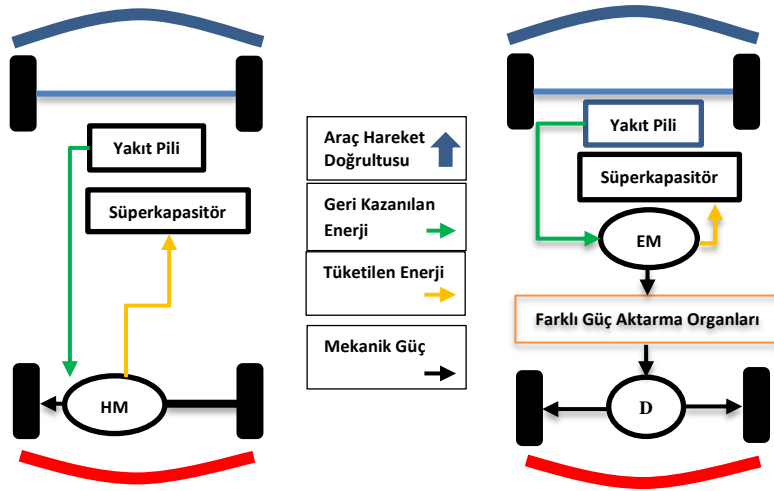 Yakıt Pili
Süperkapasitör
HM
Araç Hareket
Doğrultusu
Geri Kazanılan
Enerji
Tüketilen Enerji
Mekanik Güç
Yakıt Pili
Süperkapasitör
EM
Farklı Güç Aktarma Organları
D